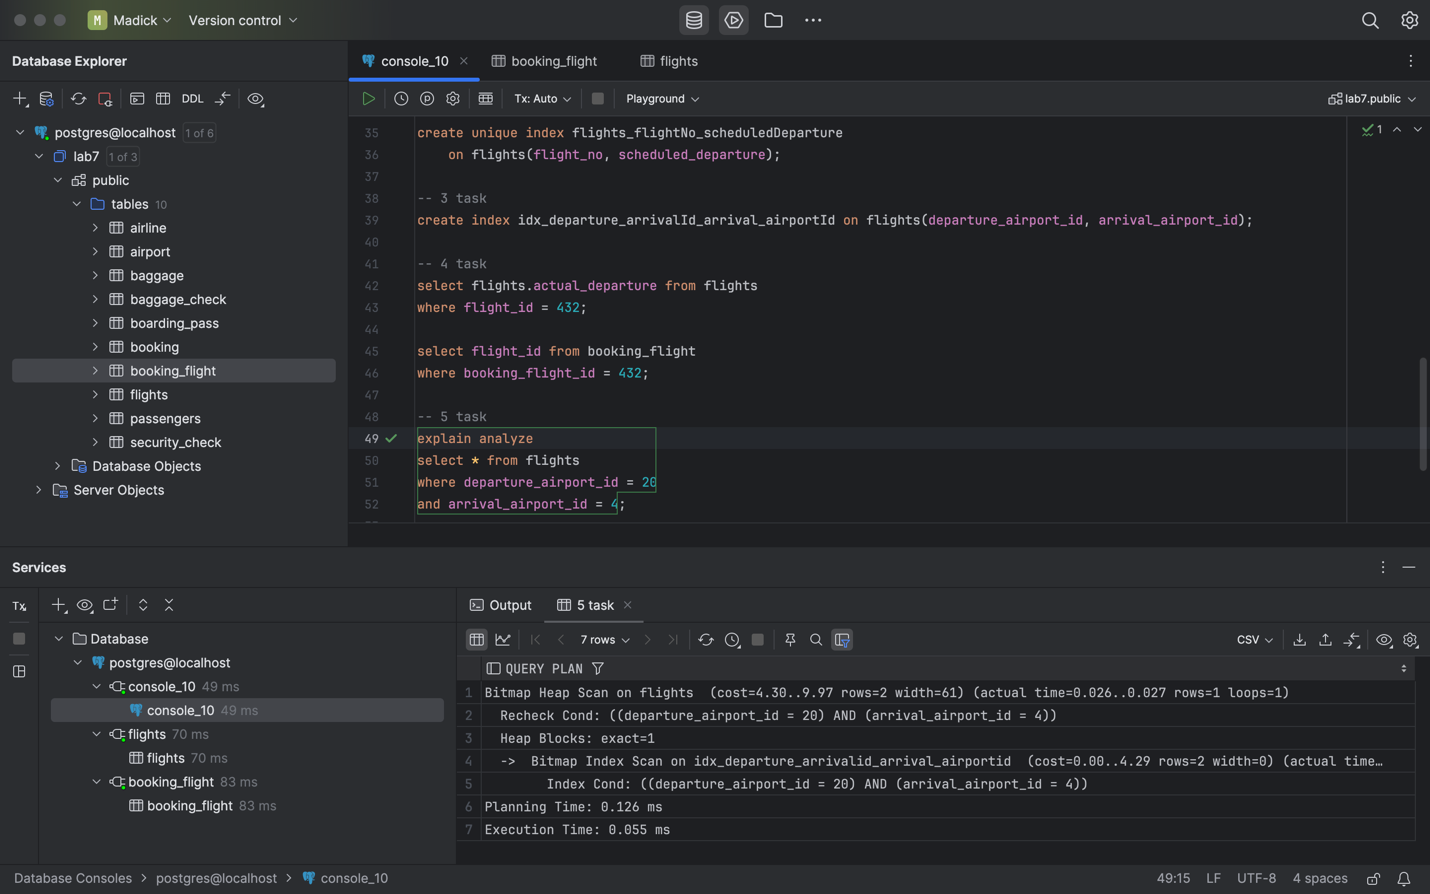 M Madick Version control
Database Explorer
console_10 booking_flight flights
DDL
Tx: Auto Playground lab7.public
postgres@localhost 1 of 6
lab7 1 of 3
public
tables 10
airline
airport
baggage
baggage_check
boarding_pass
booking
booking_flight
flights
passengers
security_check
Database Objects
Server Objects
1
35 create unique index flights_flightNo_scheduledDeparture
36 on flights(flight_no, scheduled_departure);
37
38 -- 3 task
39 create index idx_departure_arrivalId_arrival_airportId on flights(departure_airport_id, arrival_airport_id);
40
41 -- 4 task
42 select flights.actual_departure from flights
43 where flight_id = 432;
44
45 select flight_id from booking_flight
46 where booking_flight_id = 432;
47
48 -- 5 task
49 explain analyze
50 select * from flights
51 where departure_airport_id = 20
52 and arrival_airport_id = 4;
Services
Tx
Database
postgres@localhost
console_10 49 ms
console_10 49 ms
flights 70 ms
flights 70 ms
booking_flight 83 ms
booking_flight 83 ms
Output 5 task
7 rows CSV
QUERY PLAN
1 Bitmap Heap Scan on flights (cost=4.30..9.97 rows=2 width=61) (actual time=0.026..0.027 rows=1 loops=1)
2 Recheck Cond: ((departure_airport_id = 20) AND (arrival_airport_id = 4))
3 Heap Blocks: exact=1
4 -> Bitmap Index Scan on idx_departure_arrivalid_arrival_airportid (cost=0.00..4.29 rows=2 width=0) (actual time…
5 Index Cond: ((departure_airport_id = 20) AND (arrival_airport_id = 4))
6 Planning Time: 0.126 ms
7 Execution Time: 0.055 ms
Database Consoles > postgres@localhost > console_10
49:15 LF UTF-8 4 spaces